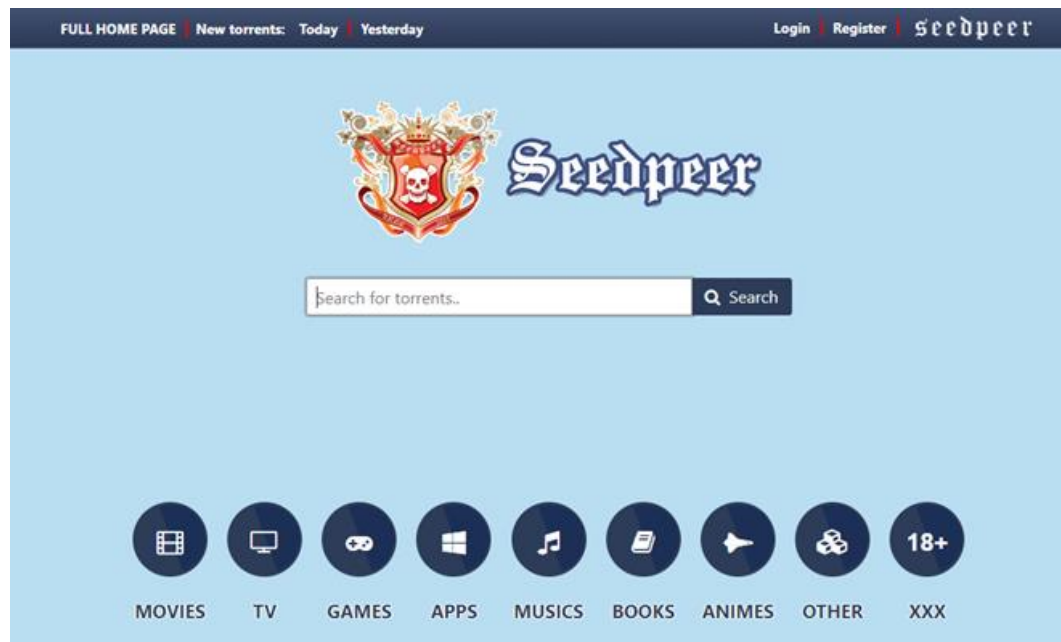 FULL HOME PAGE New torrents: Today Yesterday Login Register seedpeer
Seedpeer
Search for torrents.. Search
18+
MOVIES TV GAMES APPS MUSICS BOOKS ANIMES OTHER XXX